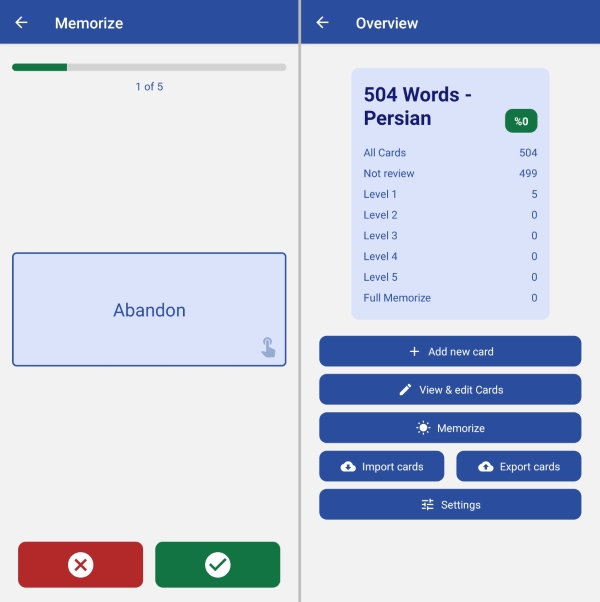 Memorize
1 of 5
Abandon
Overview
504 Words -
Persian
%0
All Cards 504
Not review 499
Level 1 5
Level 2 0
Level 3 0
Level 4 0
Level 5 0
Full Memorize 0
Add new card
View & edit Cards
Memorize
Import cards
Export cards
Settings